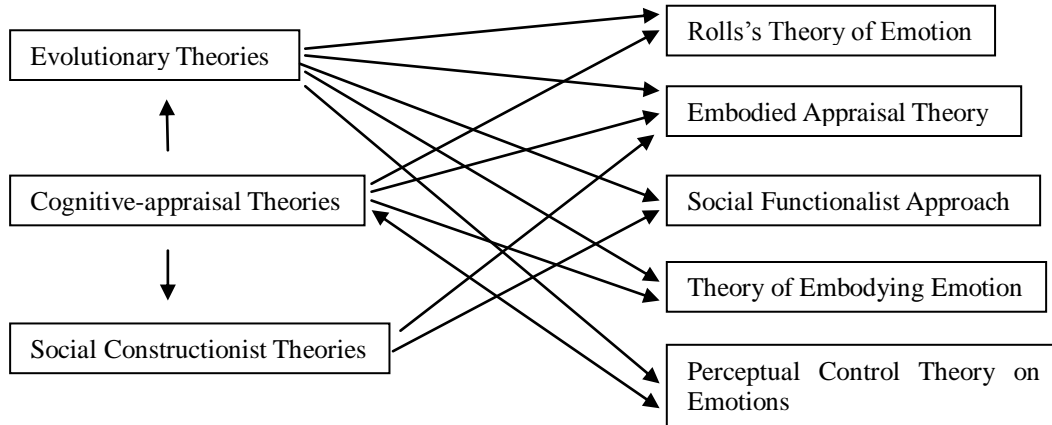 Evolutionary Theories
Cognitive-appraisal Theories
Social Constructionist Theories
Rolls's Theory of Emotion
Embodied Appraisal Theory
Social Functionalist Approach
Theory of Embodying Emotion
Perceptual Control Theory on
Emotions